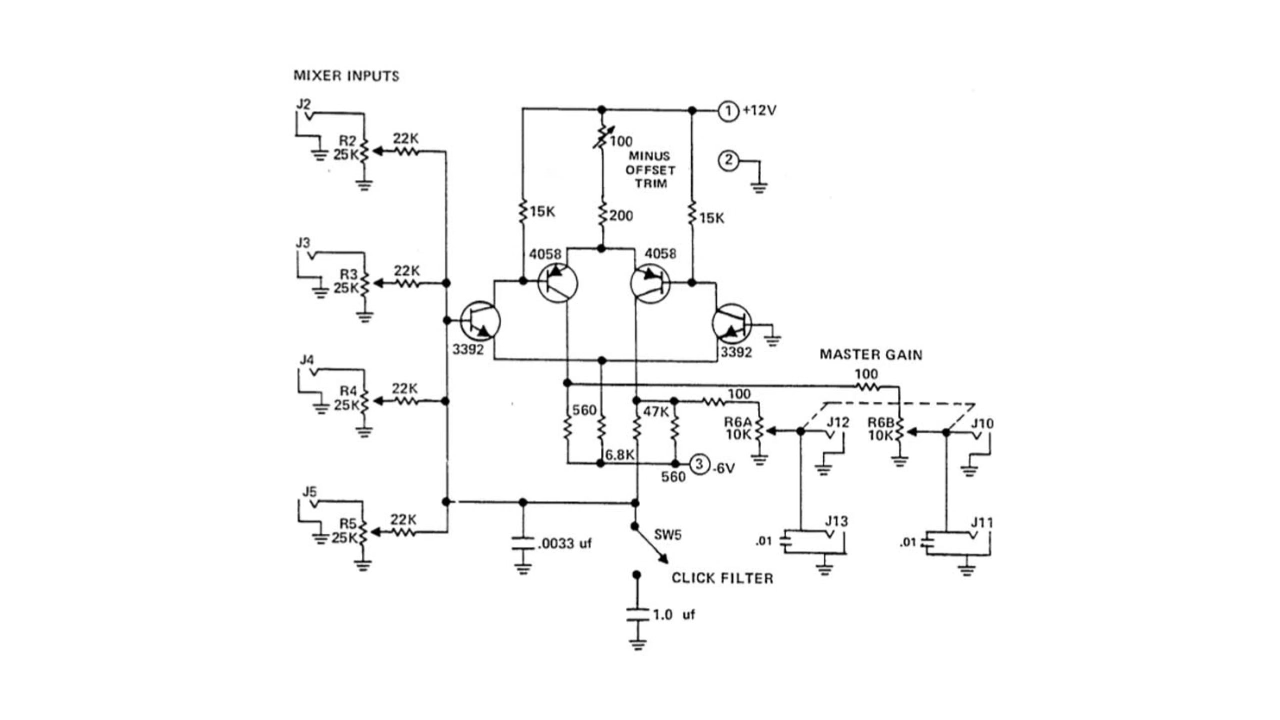 MIXER INPUTS
J2
R2
25K
22K
J3
R3
25K
22K
J4
R4
25K
22K
J5
R5
25K
22K
1 +12V
100
MINUS
OFFSET
TRIM
2
15K
200
15K
4058
4058
3392
3392
MASTER GAIN
100
560
47K
100
R6A
10K
J12
R6B
10K
J10
6.8K
560
3 -6V
.0033 uf
SW5
CLICK FILTER
1.0 uf
.01
J13
.01
J11